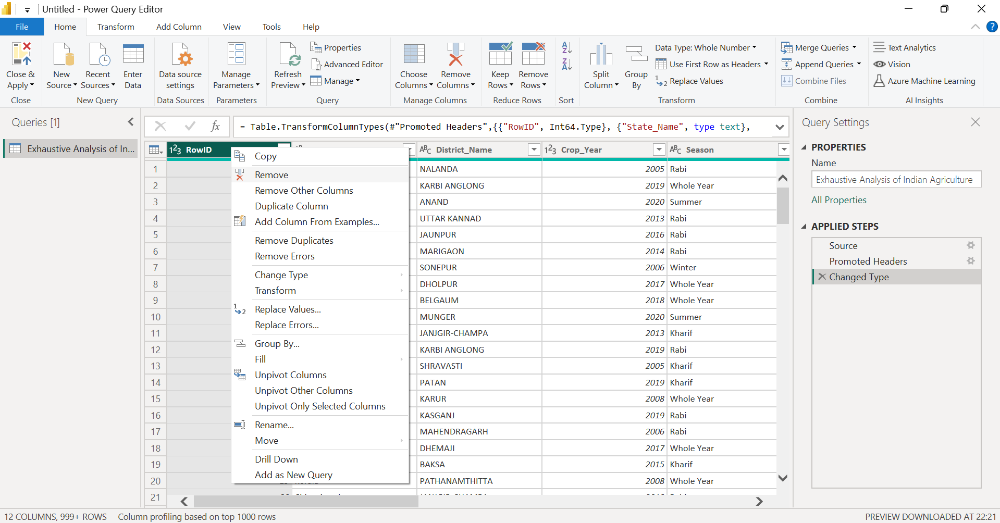 Untitled - Power Query Editor
File Home Transform Add Column View Tools Help
Close & Apply
Close
New Source
Recent Sources
Enter Data
New Query
Data source settings
Data Sources
Manage Parameters
Parameters
Refresh Preview
Properties
Advanced Editor
Manage
Query
Choose Columns
Remove Columns
Manage Columns
Keep Rows
Remove Rows
Reduce Rows
Sort
Split Column
Group By
Data Type: Whole Number
Use First Row as Headers
Replace Values
Transform
Merge Queries
Append Queries
Combine Files
Combine
Text Analytics
Vision
Azure Machine Learning
AI Insights
Queries [1]
Exhaustive Analysis of In...
fx
= Table.TransformColumnTypes(#"Promoted Headers",{{"RowID", Int64.Type}, {"State_Name", type text},
RowID District_Name Crop_Year Season
1 NALANDA 2005 Rabi
2 KARBI ANGLONG 2019 Whole Year
3 ANAND 2020 Summer
4 UTTAR KANNAD 2013 Rabi
5 JAUNPUR 2016 Rabi
6 MARIGAON 2014 Rabi
7 SONEPUR 2006 Winter
8 DHOLPUR 2017 Whole Year
9 BELGAUM 2018 Whole Year
10 MUNGER 2020 Summer
11 JANJGIR-CHAMPA 2013 Kharif
12 KARBI ANGLONG 2019 Rabi
13 SHRAVASTI 2005 Kharif
14 PATAN 2019 Kharif
15 KARUR 2008 Whole Year
16 KASGANJ 2019 Rabi
17 MAHENDRAGARH 2006 Rabi
18 DHEMAJI 2017 Whole Year
19 BAKSA 2015 Kharif
20 PATHANAMTHITTA 2008 Whole Year
21
Copy
Remove
Remove Other Columns
Duplicate Column
Add Column From Examples...
Remove Duplicates
Remove Errors
Change Type
Transform
Replace Values...
Replace Errors...
Group By...
Fill
Unpivot Columns
Unpivot Other Columns
Unpivot Only Selected Columns
Rename...
Move
Drill Down
Add as New Query
Query Settings
PROPERTIES
Name
Exhaustive Analysis of Indian Agriculture
All Properties
APPLIED STEPS
Source
Promoted Headers
Changed Type
12 COLUMNS, 999+ ROWS Column profiling based on top 1000 rows
PREVIEW DOWNLOADED AT 22:21